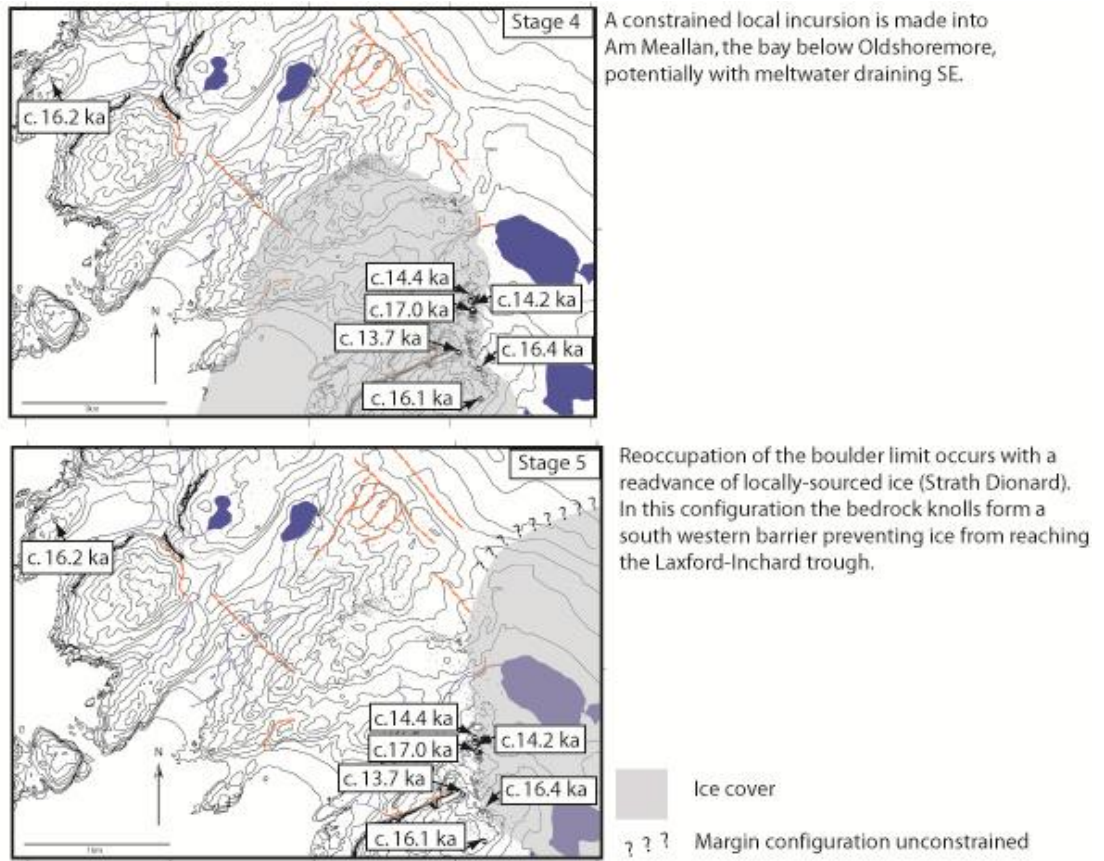 Stage 4
A constrained local incursion is made into
Am Meallan, the bay below Oldshoremore,
potentially with meltwater draining SE.
c. 16.2 ka
c.14.4 ka
c.14.2 ka
c.17.0 ka
c. 13.7 ka
c. 16.4 ka
c. 16.1 ka
N
?
Stage 5
Reoccupation of the boulder limit occurs with a
readvance of locally-sourced ice (Strath Dionard).
In this configuration the bedrock knolls form a
south western barrier preventing ice from reaching
the Laxford-Inchard trough.
? ? ? ? ? ? ?
c. 16.2 ka
c.14.4 ka
c.14.2 ka
c.17.0 ka
c. 13.7 ka
c. 16.4 ka
c. 16.1 ka
N
1km
Ice cover
? ? ? Margin configuration unconstrained